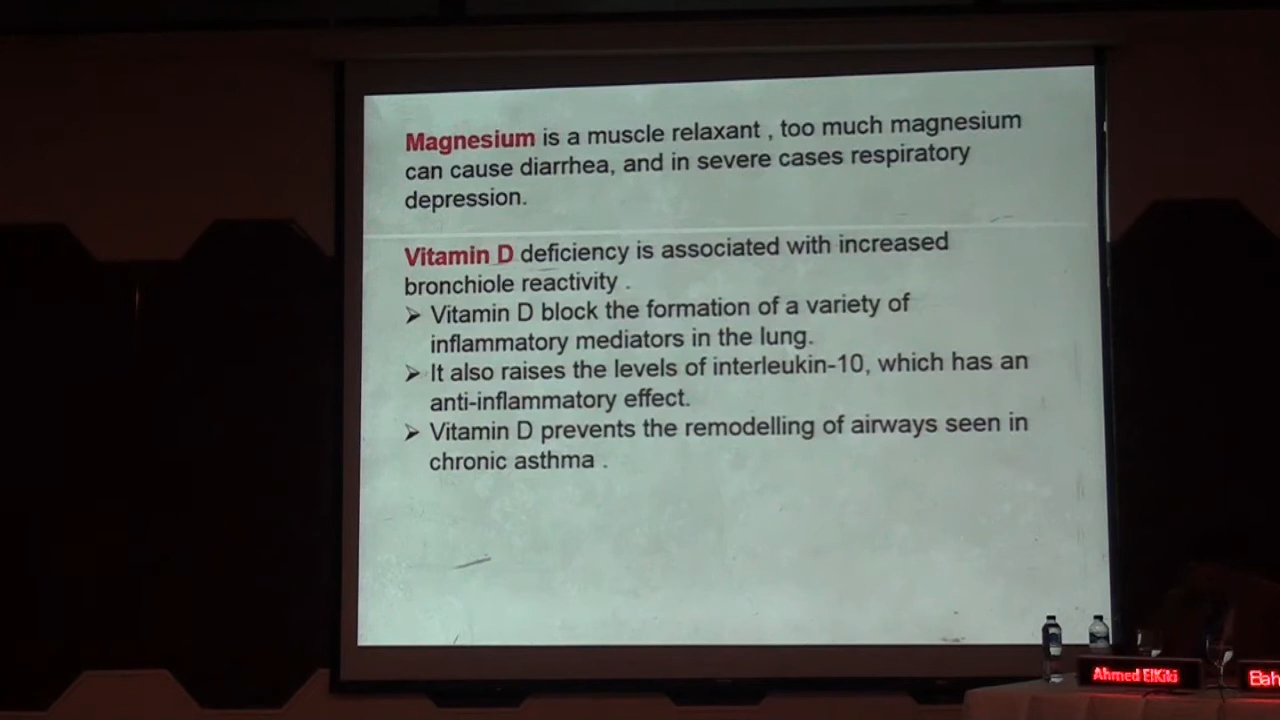 Magnesium is a muscle relaxant , too much magnesium
can cause diarrhea, and in severe cases respiratory
depression.
Vitamin D deficiency is associated with increased
bronchiole reactivity .
➢ Vitamin D block the formation of a variety of
inflammatory mediators in the lung.
➢ It also raises the levels of interleukin-10, which has an
anti-inflammatory effect.
➢ Vitamin D prevents the remodelling of airways seen in
chronic asthma .
Ahmed ElKiki